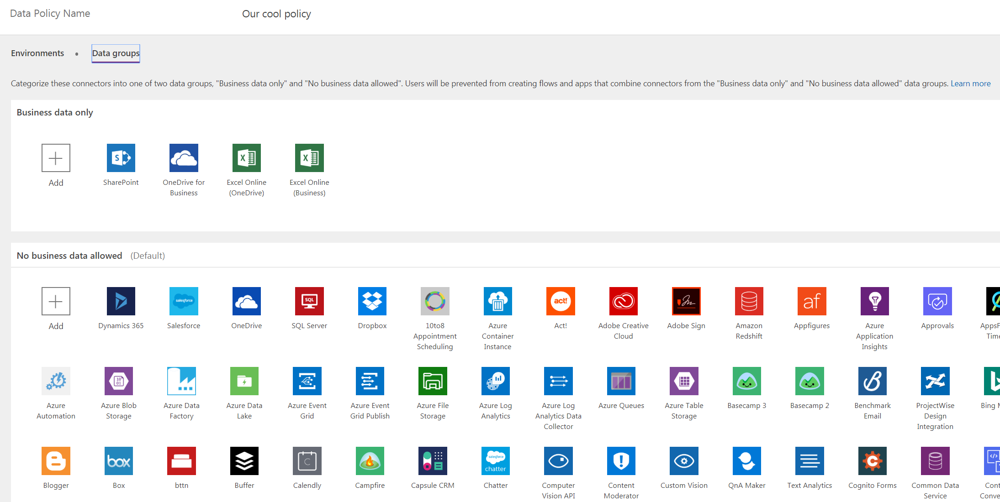 Data Policy Name
Our cool policy
Environments • Data groups
Categorize these connectors into one of two data groups, "Business data only" and "No business data allowed". Users will be prevented from creating flows and apps that combine connectors from the "Business data only" and "No business data allowed" data groups. Learn more
Business data only
S X X
Add SharePoint OneDrive for Excel Online Excel Online
Business (OneDrive) (Business)
No business data allowed (Default)
salesforce SQL act! af
Add Dynamics 365 Salesforce OneDrive SQL Server Dropbox 10to8 Azure Act! Adobe Creative Adobe Sign Amazon Appfigures Azure Approvals AppsF
Appointment Container Cloud Redshift Application Time
Scheduling Instance Insights
10
01
Azure Azure Blob Azure Data Azure Data Azure Event Azure Event Azure File Azure Log Azure Log Azure Queues Azure Table Basecamp 3 Basecamp 2 Benchmark ProjectWise Bing
Automation Storage Factory Lake Grid Grid Publish Storage Analytics Analytics Data Storage Email Design
Collector Integration
box C salesforce chatter C
Blogger Box bttn Buffer Calendly Campfire Capsule CRM Chatter Computer Content Custom Vision QnA Maker Text Analytics Cognito Forms Common Data Cont
Vision API Moderator Service Conve